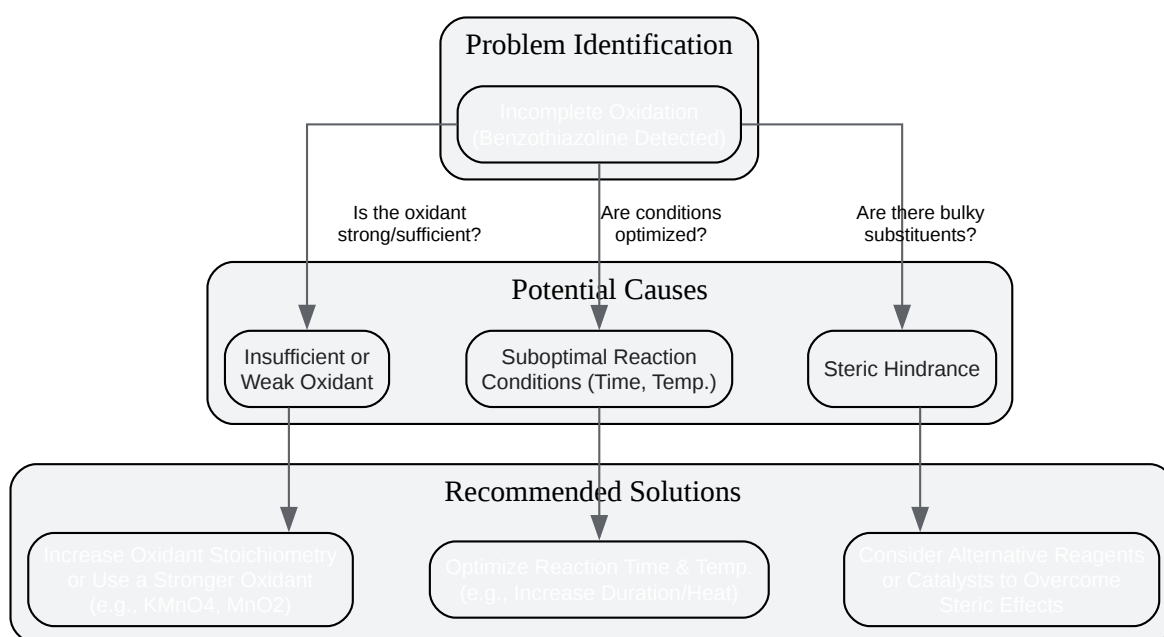 Problem Identification
Incomplete Oxidation
(Benzothiazoline Detected)
Is the oxidant
strong/sufficient?
Are conditions
optimized?
Are there bulky
substituents?
Potential Causes
Insufficient or
Weak Oxidant
Suboptimal Reaction
Conditions (Time, Temp.)
Steric Hindrance
Recommended Solutions
Increase Oxidant Stoichiometry
or Use a Stronger Oxidant
(e.g., KMnO4, MnO2)
Optimize Reaction Time & Temp.
(e.g., Increase Duration/Heat)
Consider Alternative Reagents
or Catalysts to Overcome
Steric Effects